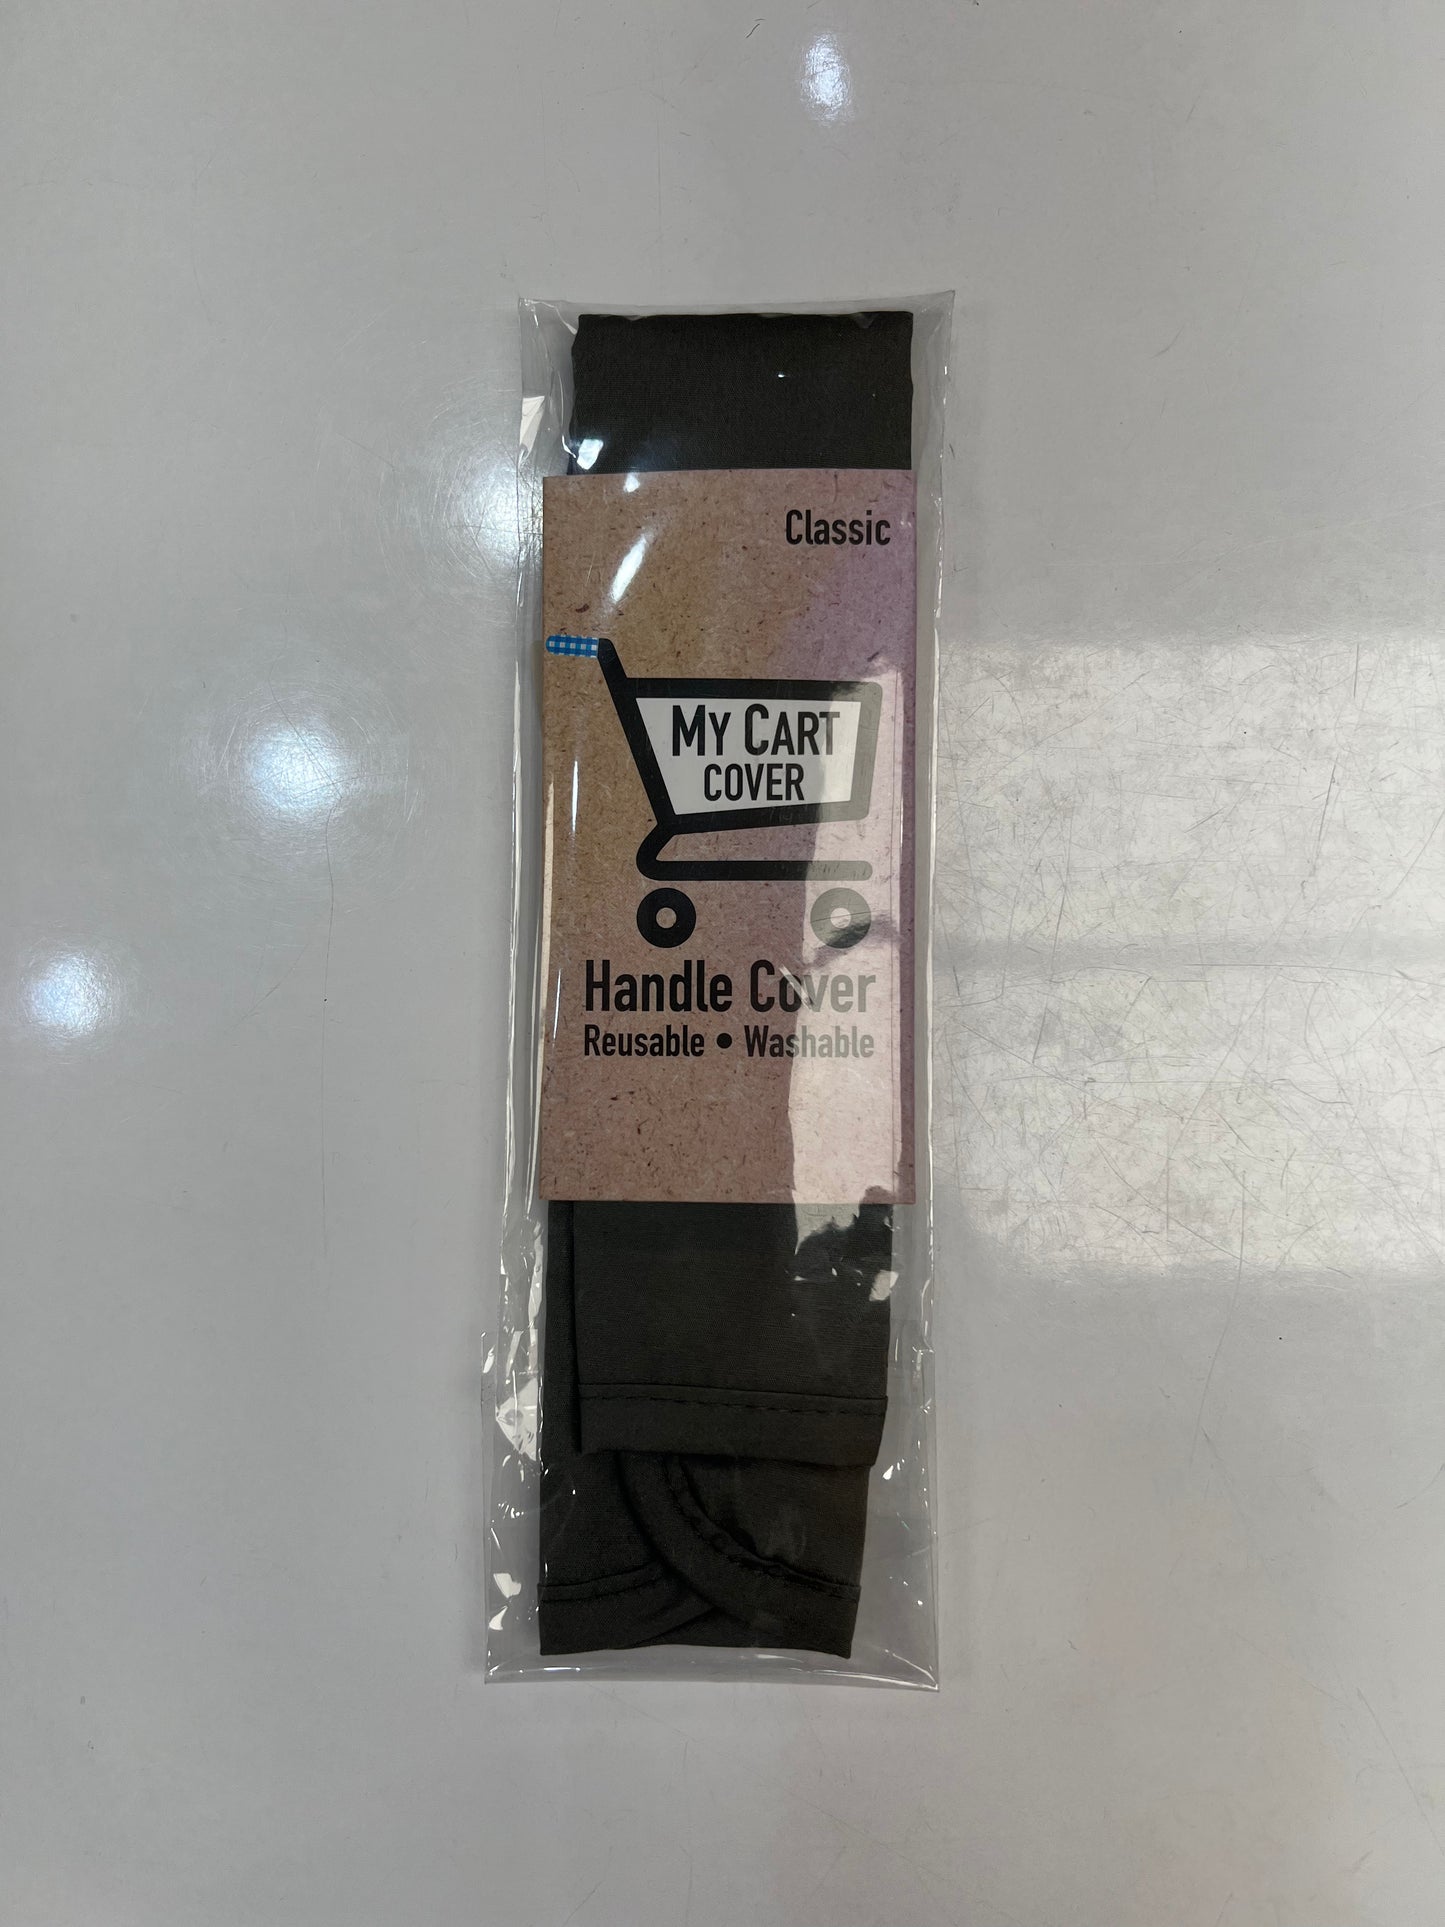 Classic
MY CART
COVER
Handle Cover
Reusable • Washable